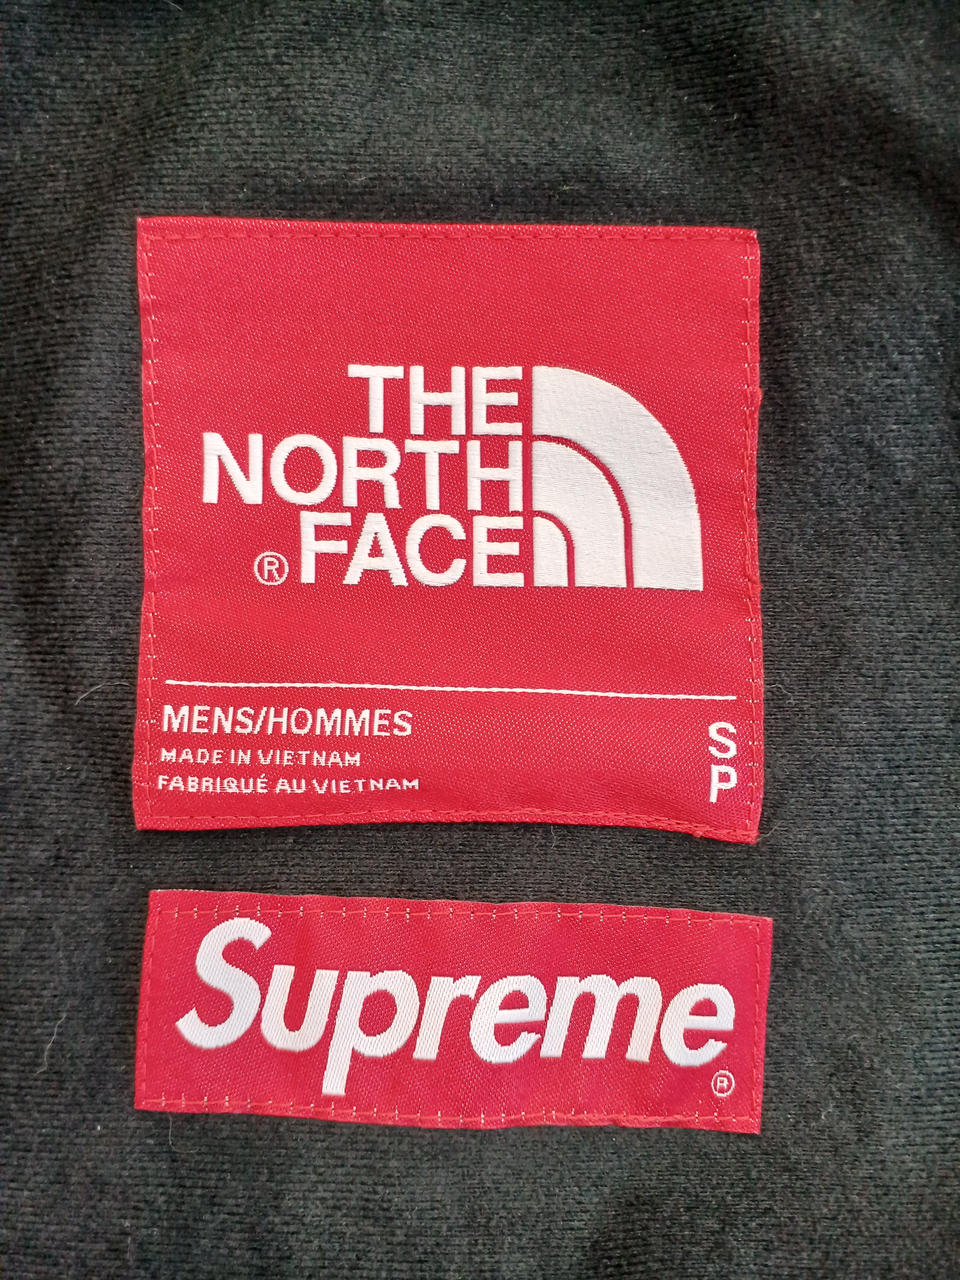 THE
NORTH
® FACE
MENS/HOMMES
MADE IN VIETNAM
FABRIQUÉ AU VIETNAM
S
P
Supreme
®